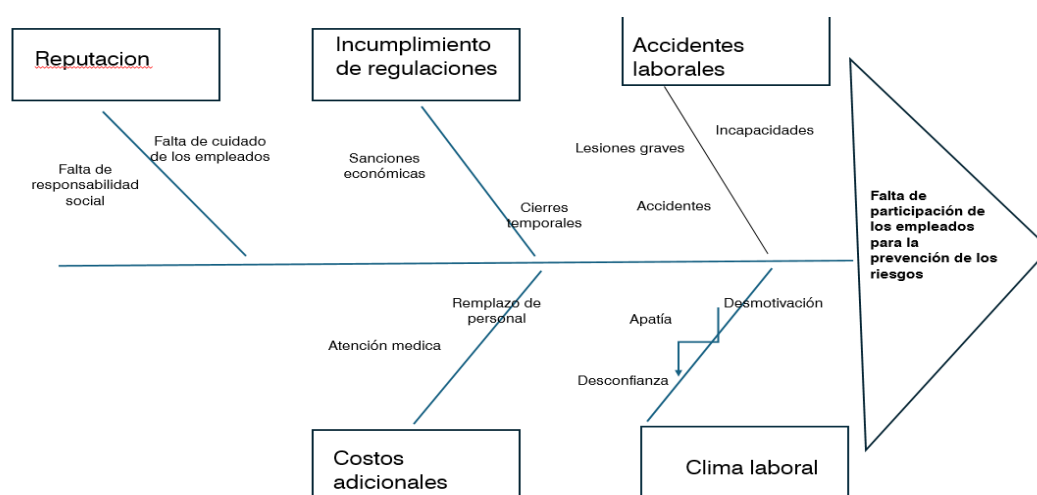 Reputacion
Incumplimiento
de regulaciones
Accidentes
laborales
Falta de cuidado
de los empleados
Falta de
responsabilidad
social
Sanciones
económicas
Cierres
temporales
Lesiones graves
Incapacidades
Accidentes
Falta de
participación de
los empleados
para la
prevención de los
riesgos
Remplazo de
personal
Atención medica
Apatía
Desmotivación
Desconfianza
Costos
adicionales
Clima laboral